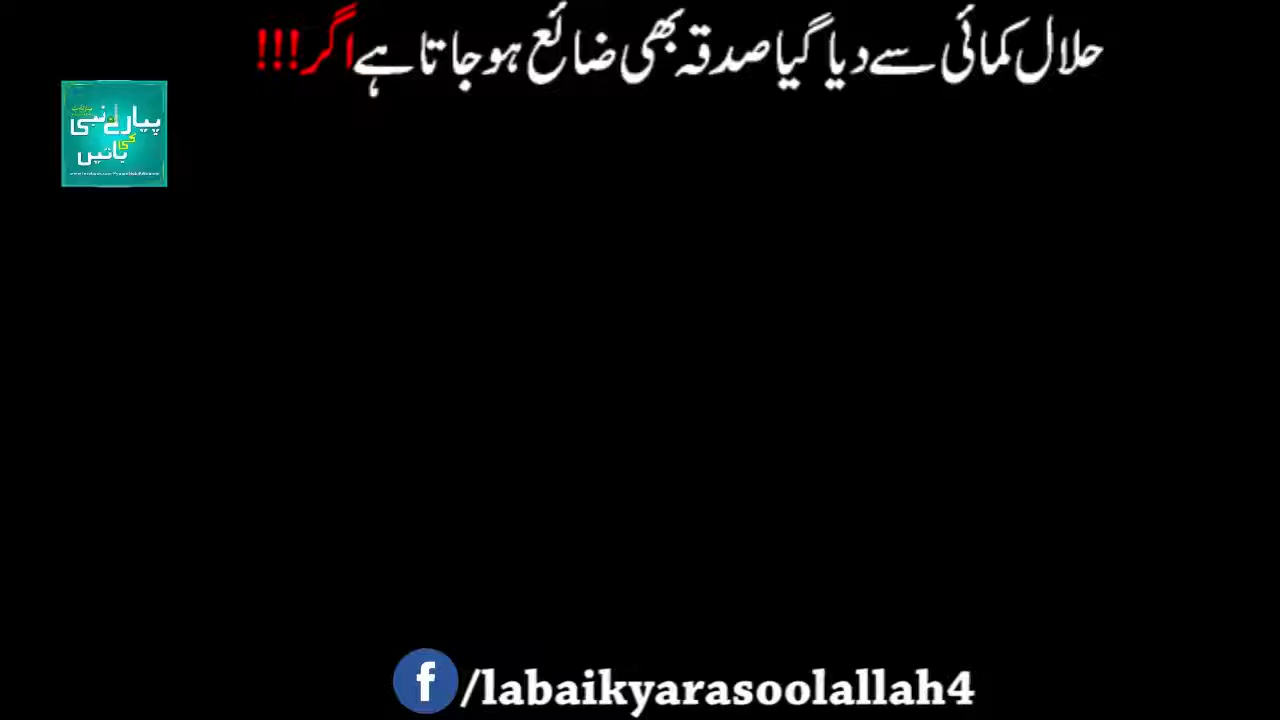 حلال کمائی سے دیا گیا صدقہ بھی ضائع ہو جاتا ہے اگر!!!
پیارے نبی
کی
باتیں
/labaikyarasoolallah4